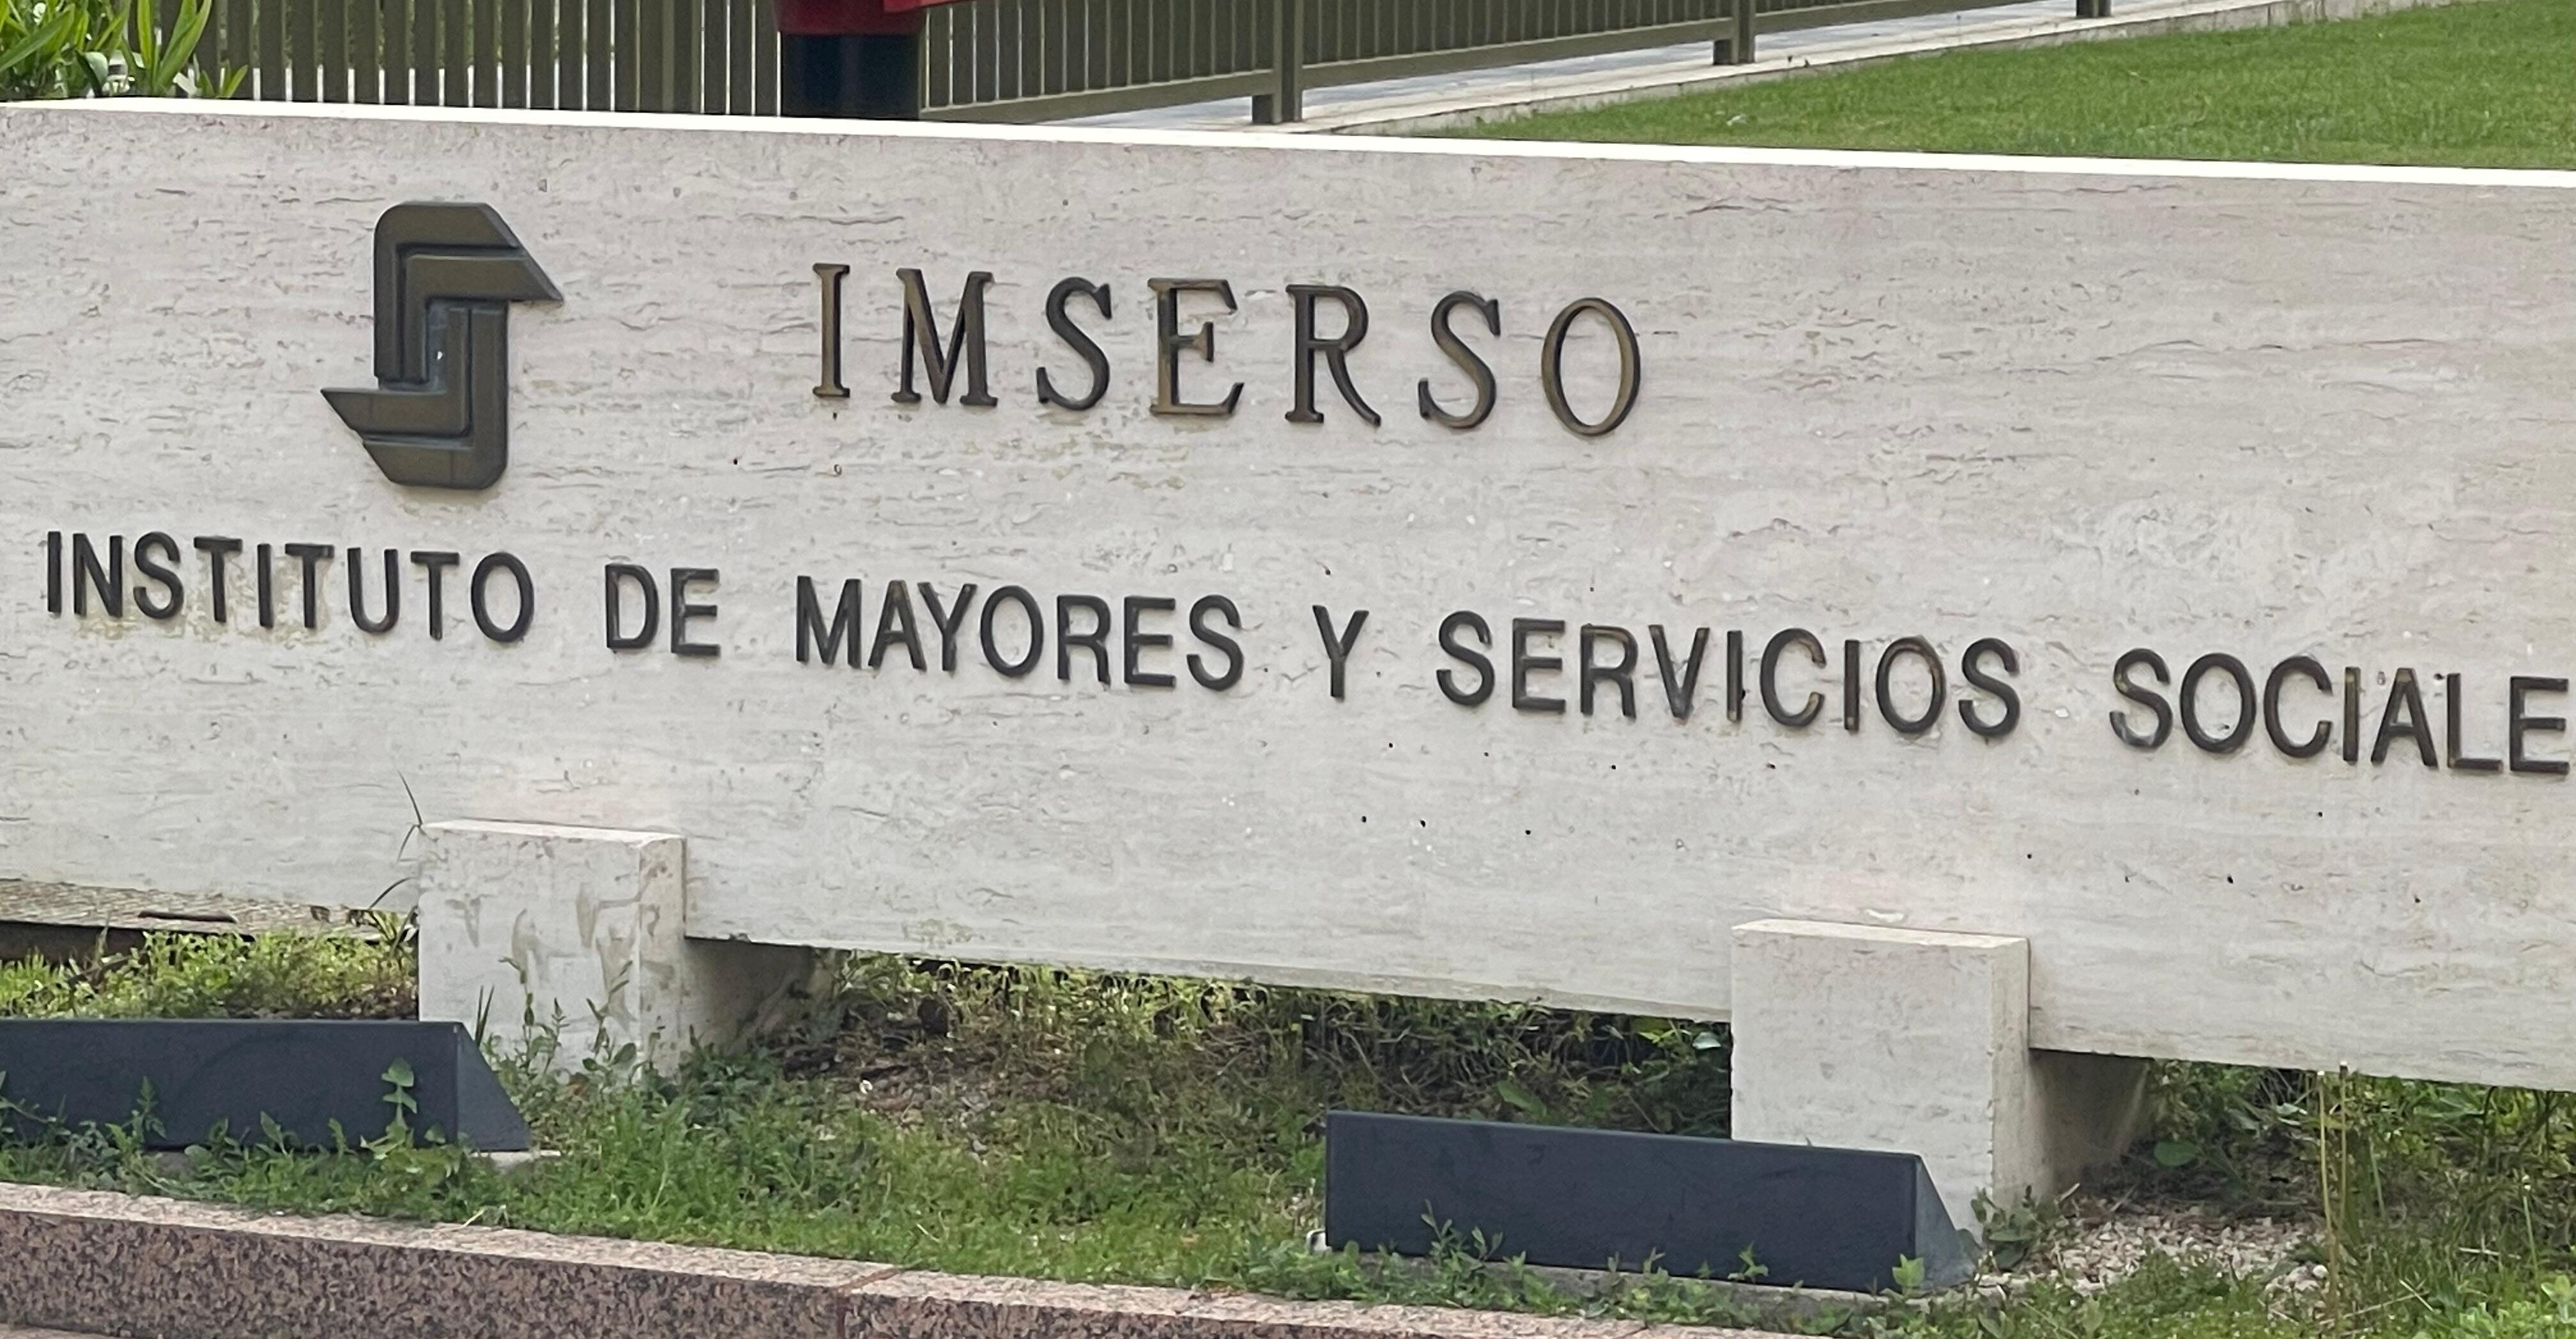 IMSERSO
INSTITUTO DE MAYORES Y SERVICIOS SOCIALE